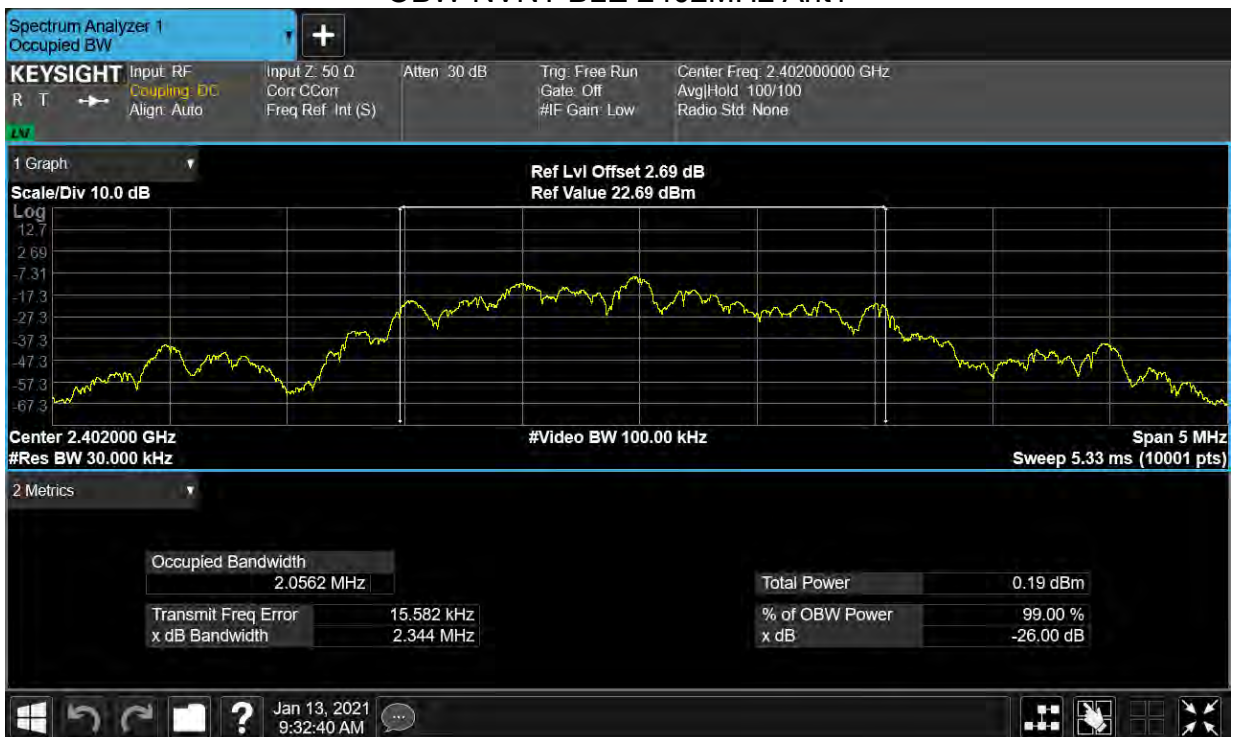 Spectrum Analyzer 1
Occupied BW
KEYSIGHT
R T
Input: RF
Coupling: DC
Align: Auto
Input Z: 50 Ω
Corr CCorr
Freq Ref: Int (S)
Atten: 30 dB
Trig: Free Run
Gate: Off
#IF Gain: Low
Center Freq: 2.402000000 GHz
Avg|Hold: 100/100
Radio Std: None
1 Graph
Scale/Div 10.0 dB
Ref Lvl Offset 2.69 dB
Ref Value 22.69 dBm
Log
12.7
2.69
-7.31
-17.3
-27.3
-37.3
-47.3
-57.3
-67.3
Center 2.402000 GHz
#Res BW 30.000 kHz
#Video BW 100.00 kHz
Span 5 MHz
Sweep 5.33 ms (10001 pts)
2 Metrics
Occupied Bandwidth
2.0562 MHz
Transmit Freq Error 15.582 kHz
x dB Bandwidth 2.344 MHz
Total Power 0.19 dBm
% of OBW Power 99.00 %
x dB -26.00 dB
?
Jan 13, 2021
9:32:40 AM